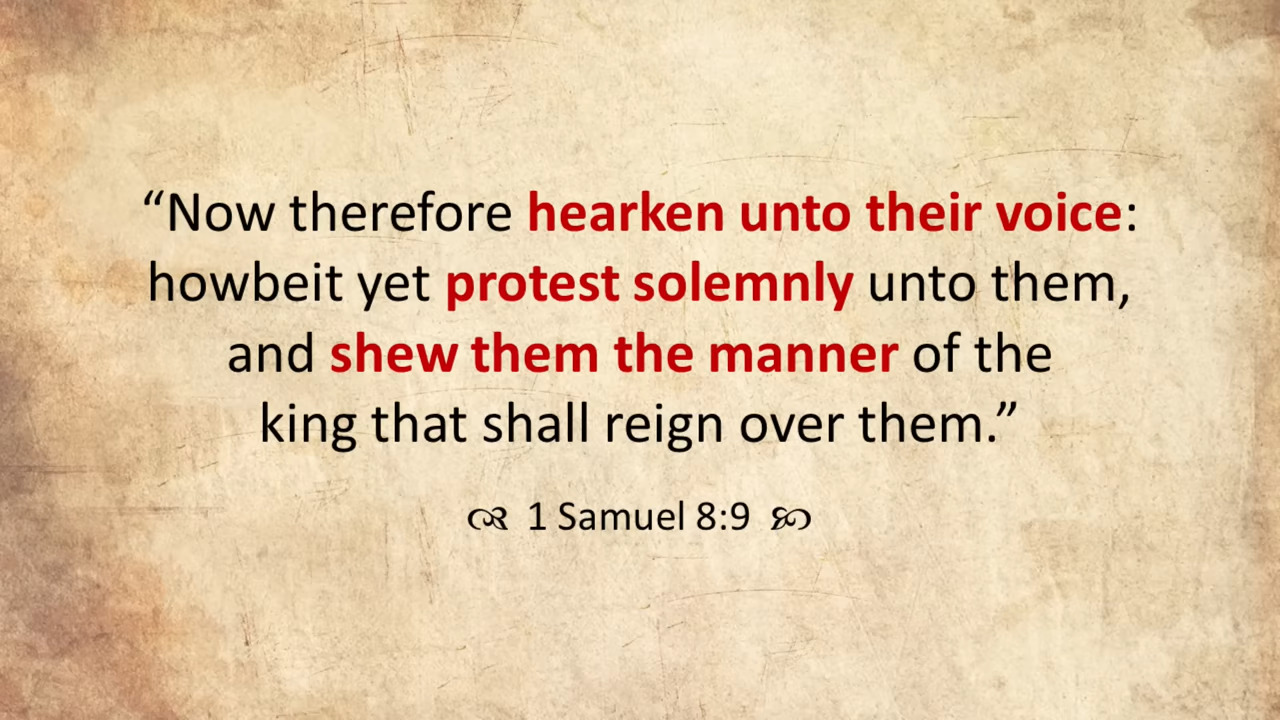 “Now therefore hearken unto their voice:
howbeit yet protest solemnly unto them,
and shew them the manner of the
king that shall reign over them.”
1 Samuel 8:9